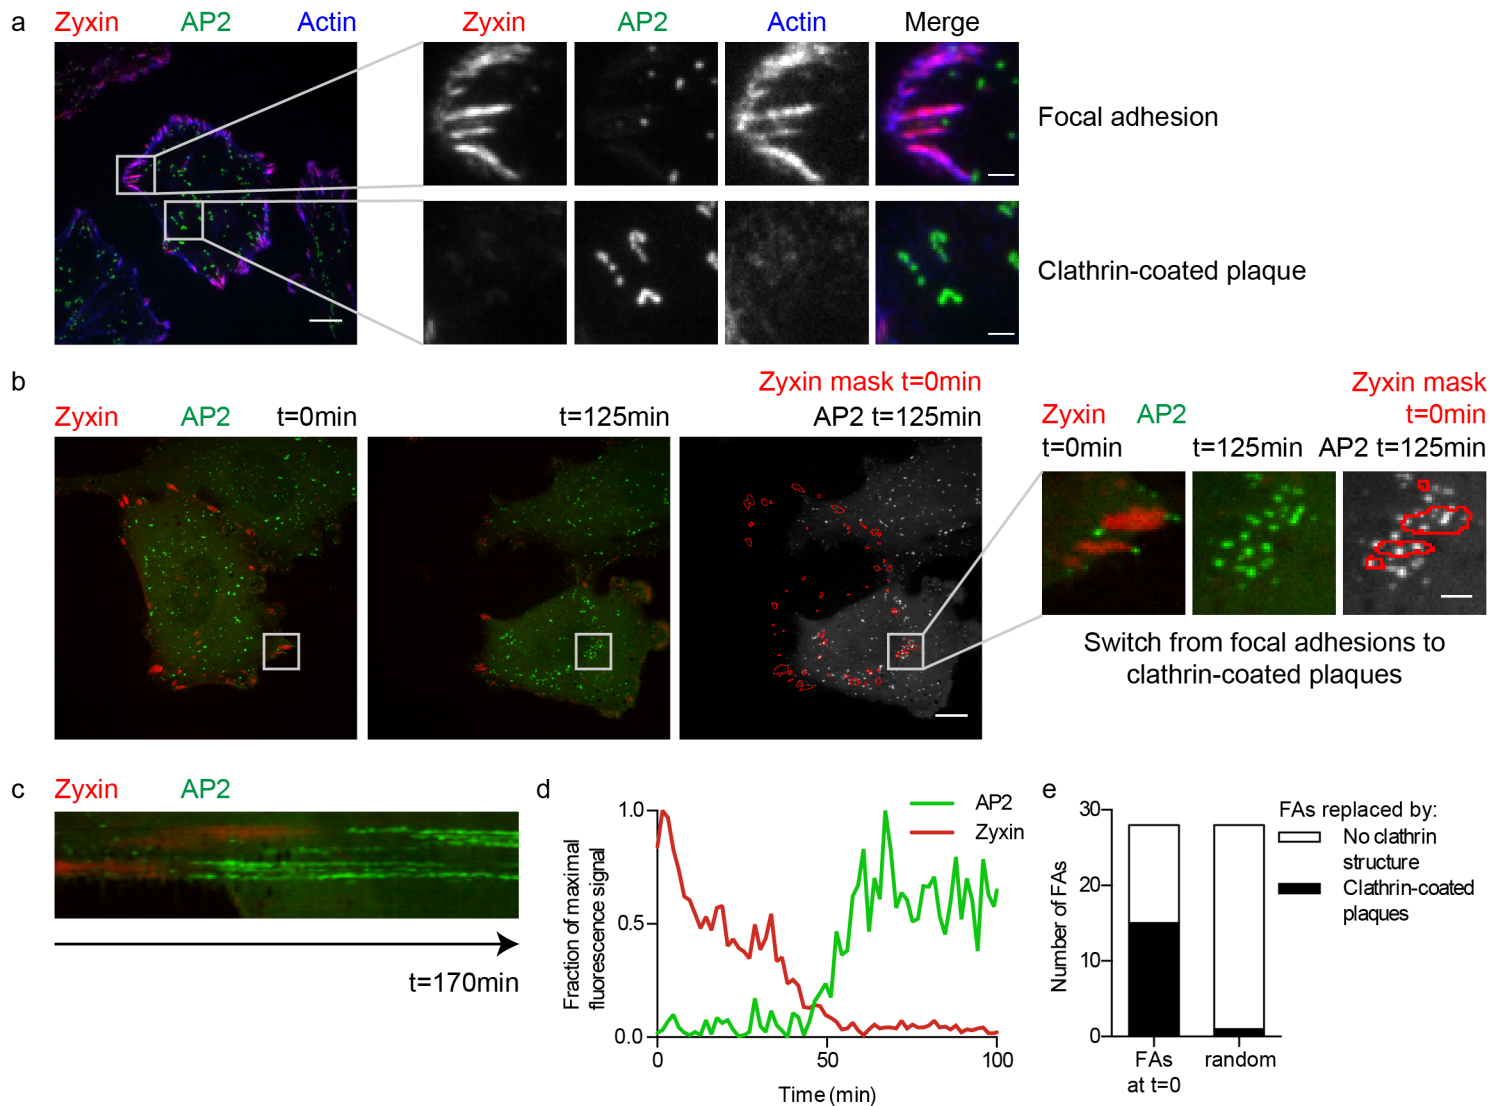 a
Zyxin AP2 Actin
Zyxin AP2 Actin Merge
Focal adhesion
Clathrin-coated plaque
b
Zyxin AP2 t=0min
t=125min
Zyxin mask t=0min
AP2 t=125min
Zyxin AP2
t=0min
t=125min
Zyxin mask
t=0min
AP2 t=125min
Switch from focal adhesions to
clathrin-coated plaques
c
Zyxin AP2
t=170min
d
AP2
Zyxin
Fraction of maximal
fluorescence signal
1.0
0.5
0.0
0 50 100
Time (min)
e
Number of FAs
30
20
10
0
FAs
at t=0
random
FAs replaced by:
No clathrin
structure
Clathrin-coated
plaques